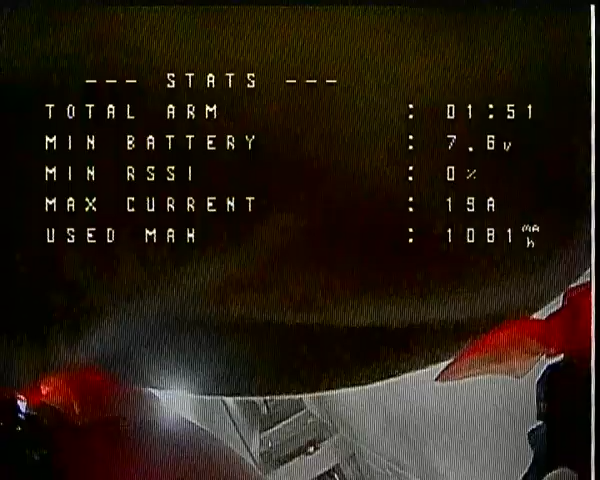 --- STATS ---
TOTAL ARM : 01:51
MIN BATTERY : 7.6V
MIN RSSI : 0%
MAX CURRENT : 19A
USED MAH : 1081mAh